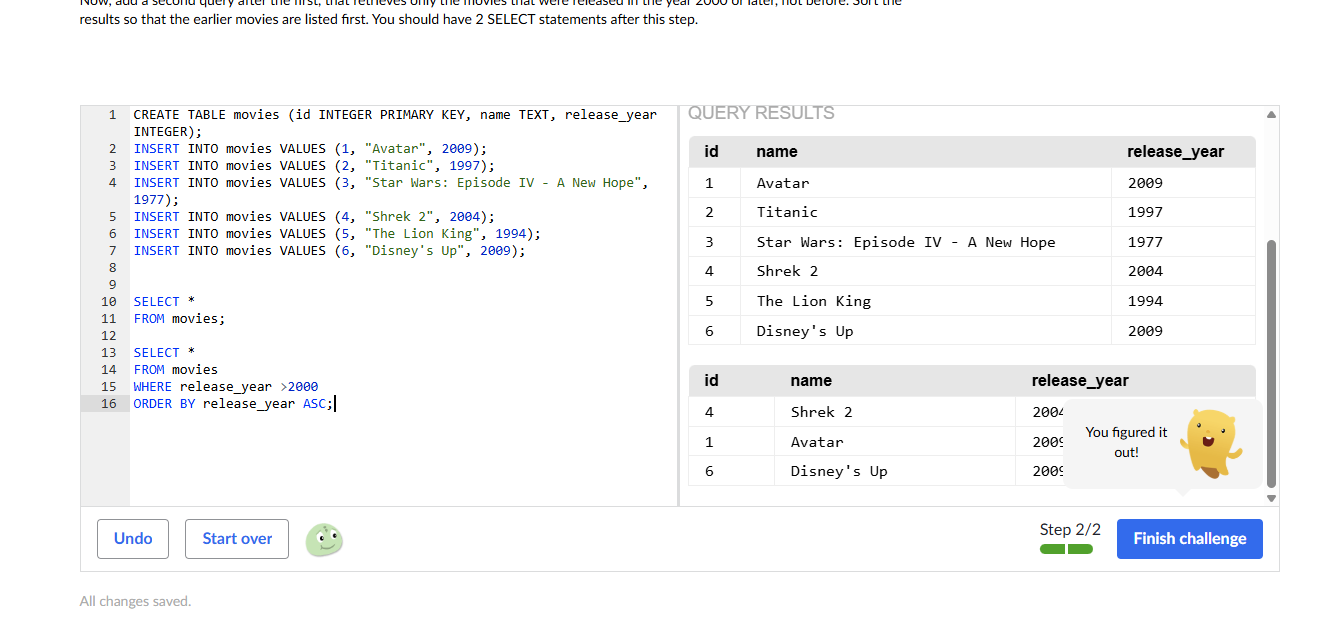 Now, add a second query after the first, that retrieves only the movies that were released in the year 2000 or later, not before. Sort the
results so that the earlier movies are listed first. You should have 2 SELECT statements after this step.
1 CREATE TABLE movies (id INTEGER PRIMARY KEY, name TEXT, release_year
INTEGER);
2 INSERT INTO movies VALUES (1, "Avatar", 2009);
3 INSERT INTO movies VALUES (2, "Titanic", 1997);
4 INSERT INTO movies VALUES (3, "Star Wars: Episode IV - A New Hope",
1977);
5 INSERT INTO movies VALUES (4, "Shrek 2", 2004);
6 INSERT INTO movies VALUES (5, "The Lion King", 1994);
7 INSERT INTO movies VALUES (6, "Disney's Up", 2009);
8
9
10 SELECT *
11 FROM movies;
12
13 SELECT *
14 FROM movies
15 WHERE release_year >2000
16 ORDER BY release_year ASC;
QUERY RESULTS
id name release_year
1 Avatar 2009
2 Titanic 1997
3 Star Wars: Episode IV - A New Hope 1977
4 Shrek 2 2004
5 The Lion King 1994
6 Disney's Up 2009
id name release_year
4 Shrek 2 2004
1 Avatar 2009
6 Disney's Up 2009
You figured it
out!
Undo
Start over
Step 2/2
Finish challenge
All changes saved.